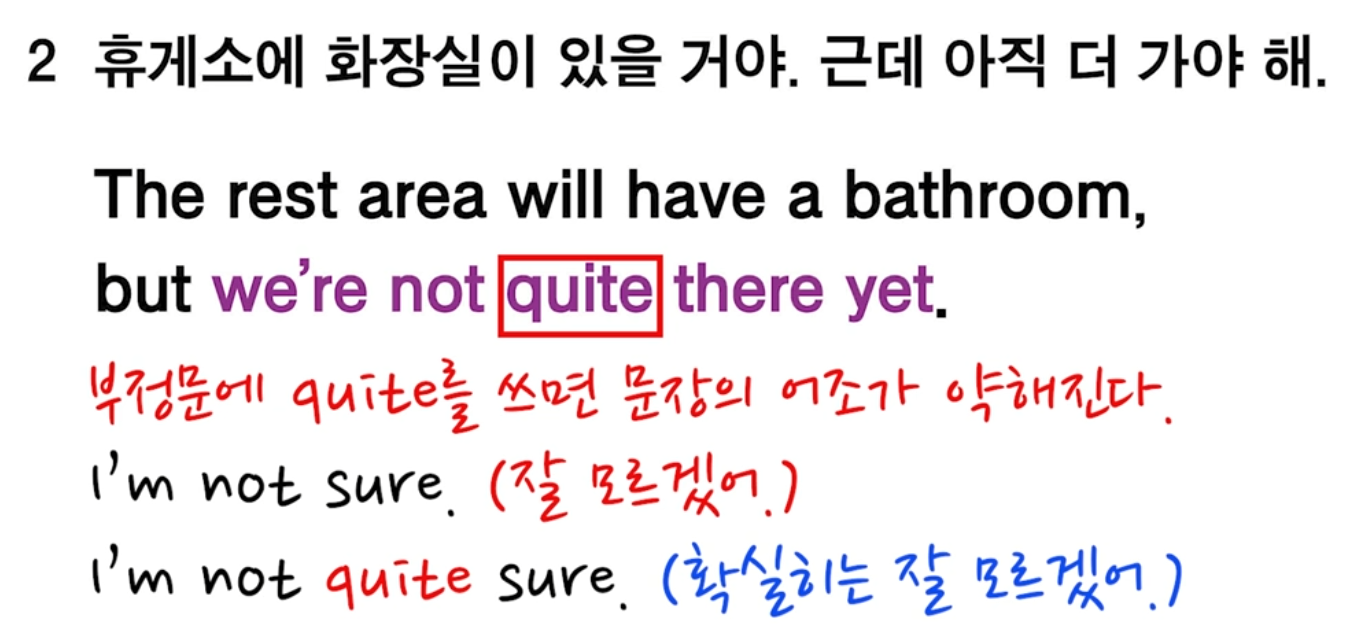 2 휴게소에 화장실이 있을 거야. 근데 아직 더 가야 해.
The rest area will have a bathroom,
but we're not quite there yet.
부정문에 quite를 쓰면 문장의 어조가 약해진다.
I'm not sure. (잘 모르겠어.)
I'm not quite sure. (확실히는 잘 모르겠어.)